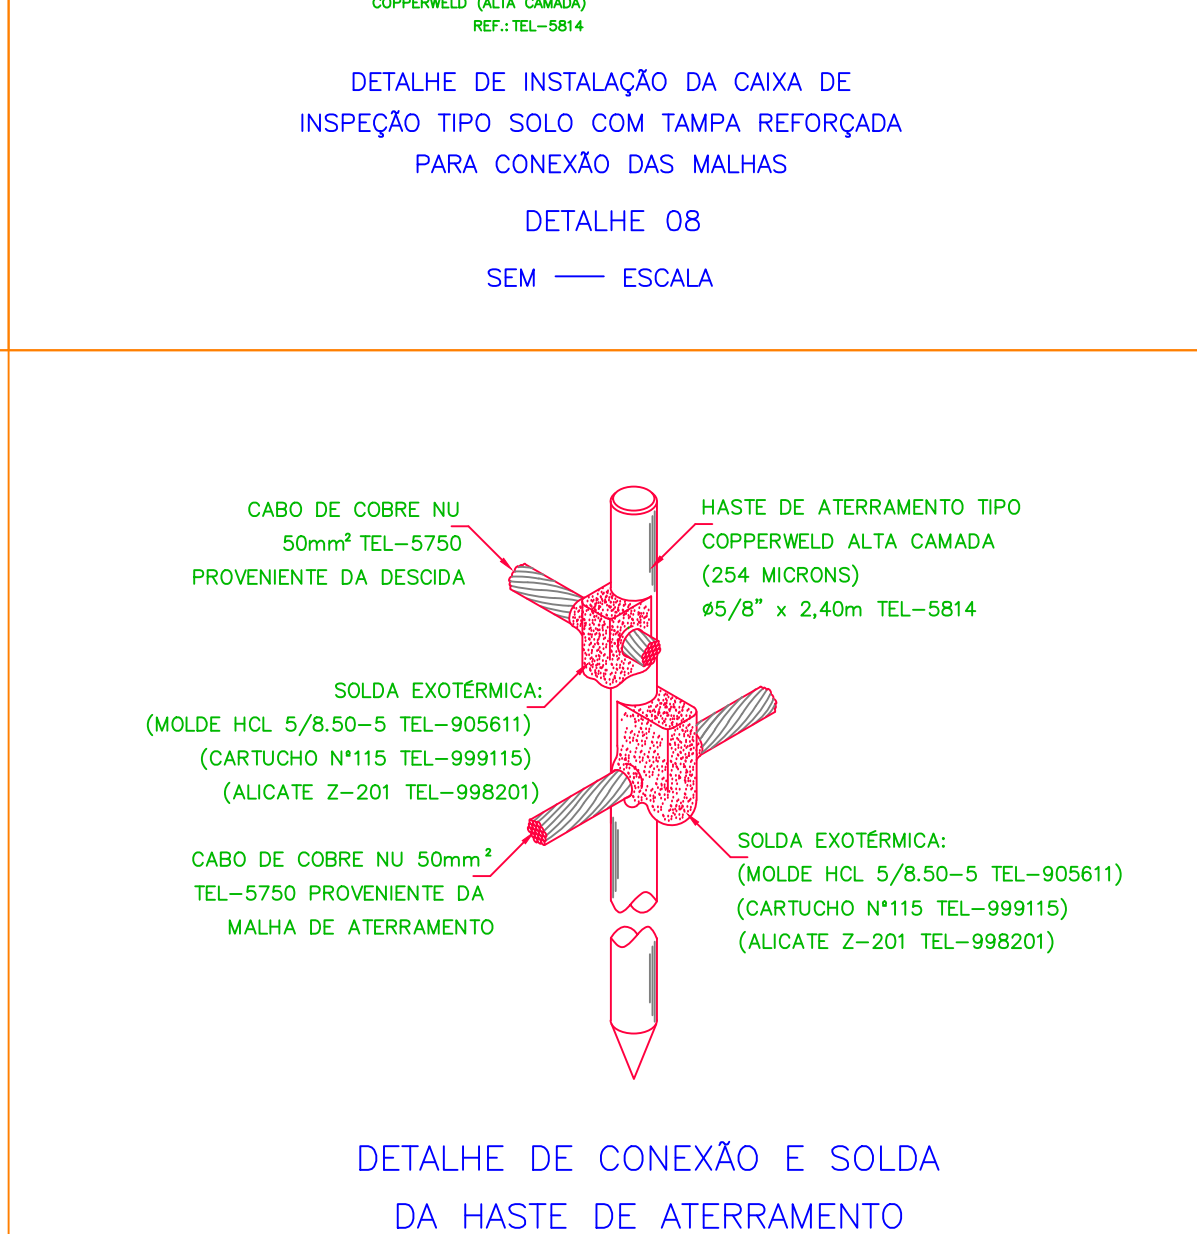 COPPERWELD (ALTA CAMADA)
REF.: TEL-5814
DETALHE DE INSTALAÇÃO DA CAIXA DE
INSPEÇÃO TIPO SOLO COM TAMPA REFORÇADA
PARA CONEXÃO DAS MALHAS
DETALHE 08
SEM — ESCALA
CABO DE COBRE NU
50mm² TEL-5750
PROVENIENTE DA DESCIDA
HASTE DE ATERRAMENTO TIPO
COPPERWELD ALTA CAMADA
(254 MICRONS)
ø5/8" x 2,40m TEL-5814
SOLDA EXOTÉRMICA:
(MOLDE HCL 5/8.50-5 TEL-905611)
(CARTUCHO Nº115 TEL-999115)
(ALICATE Z-201 TEL-998201)
CABO DE COBRE NU 50mm²
TEL-5750 PROVENIENTE DA
MALHA DE ATERRAMENTO
SOLDA EXOTÉRMICA:
(MOLDE HCL 5/8.50-5 TEL-905611)
(CARTUCHO Nº115 TEL-999115)
(ALICATE Z-201 TEL-998201)
DETALHE DE CONEXÃO E SOLDA
DA HASTE DE ATERRAMENTO